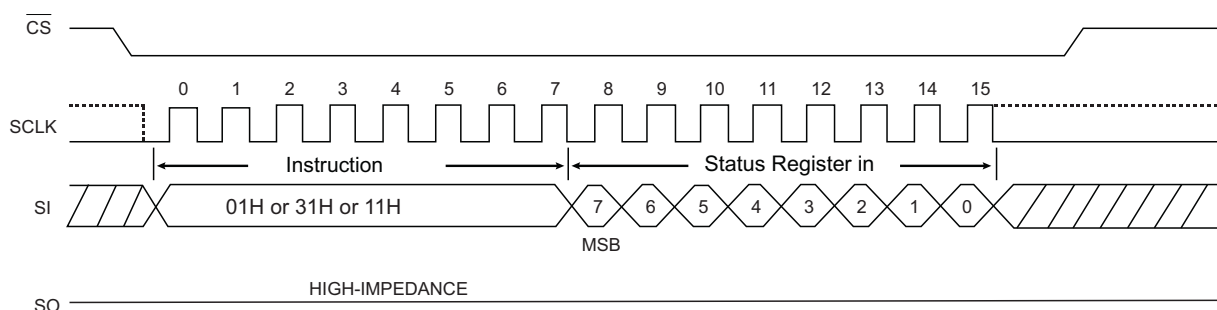 CS
0 1 2 3 4 5 6 7 8 9 10 11 12 13 14 15
SCLK
Instruction Status Register in
SI 01H or 31H or 11H 7 6 5 4 3 2 1 0
MSB
HIGH-IMPEDANCE
SO